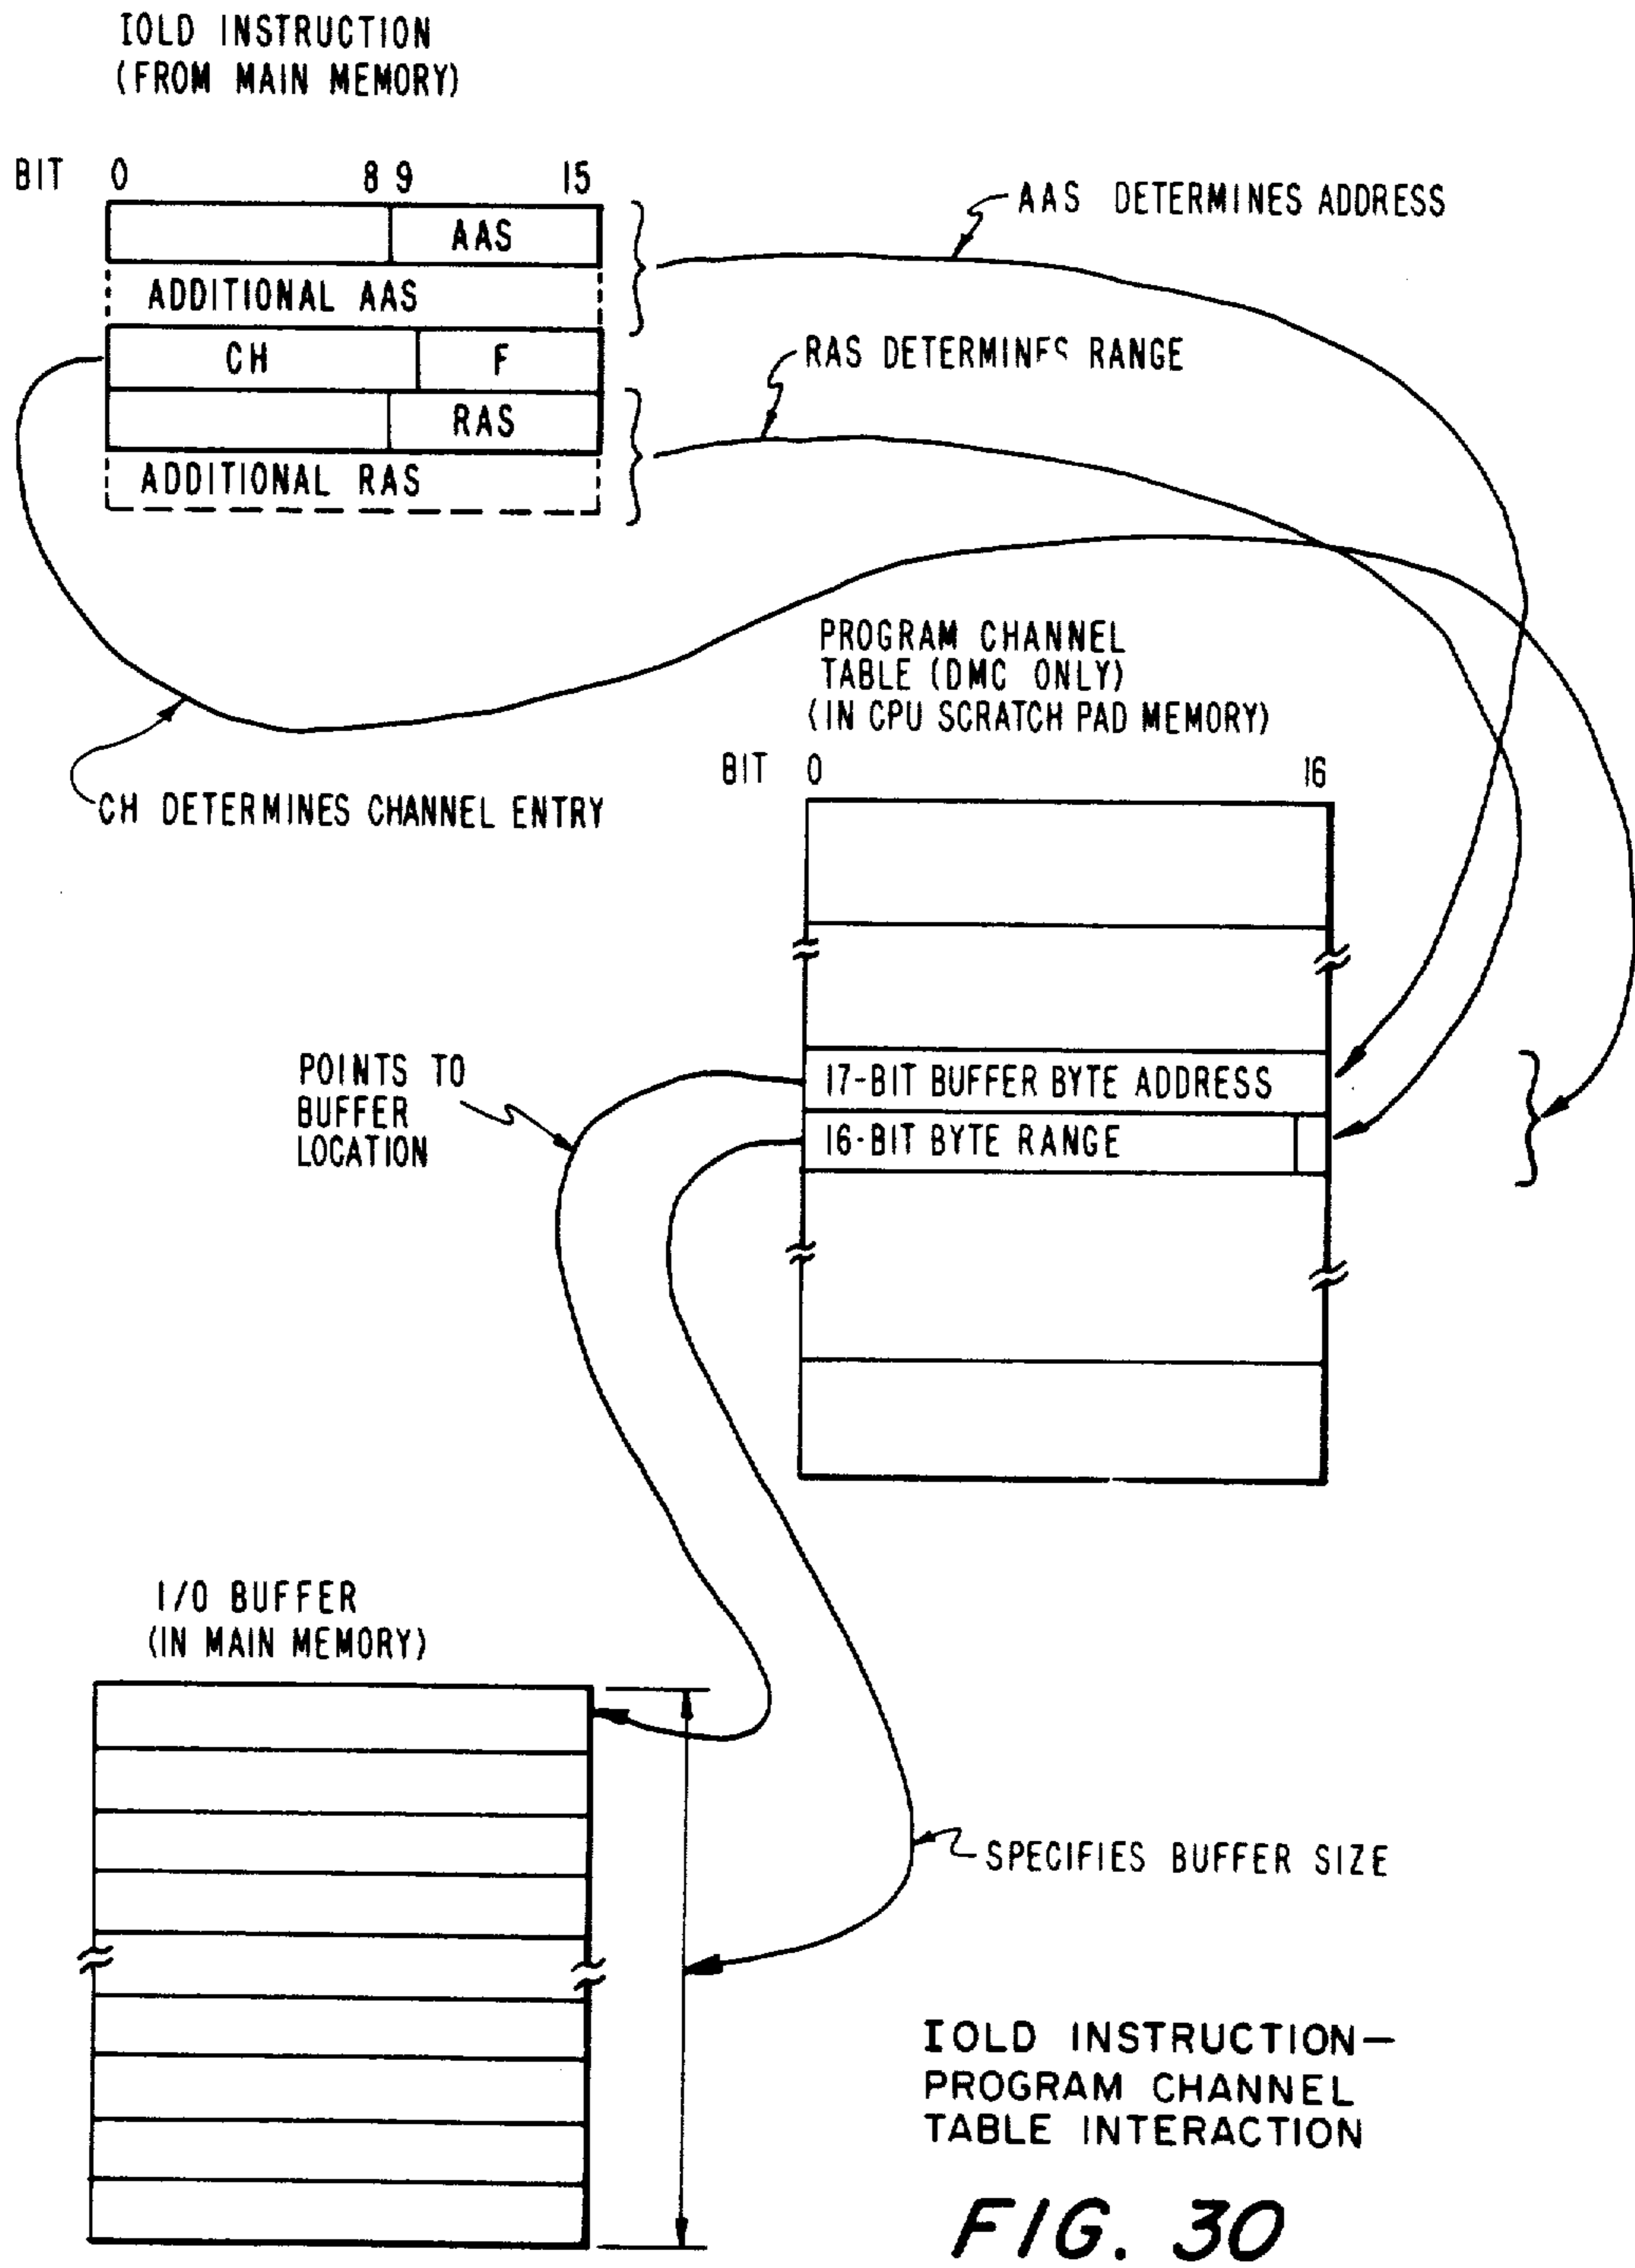 IOLD INSTRUCTION
(FROM MAIN MEMORY)
BIT 0 8 9 15
AAS
ADDITIONAL AAS
CH F
RAS
ADDITIONAL RAS
AAS DETERMINES ADDRESS
RAS DETERMINES RANGE
CH DETERMINES CHANNEL ENTRY
PROGRAM CHANNEL
TABLE (DMC ONLY)
(IN CPU SCRATCH PAD MEMORY)
BIT 0 16
17-BIT BUFFER BYTE ADDRESS
16-BIT BYTE RANGE
POINTS TO
BUFFER
LOCATION
I/O BUFFER
(IN MAIN MEMORY)
SPECIFIES BUFFER SIZE
IOLD INSTRUCTION—
PROGRAM CHANNEL
TABLE INTERACTION
FIG. 30